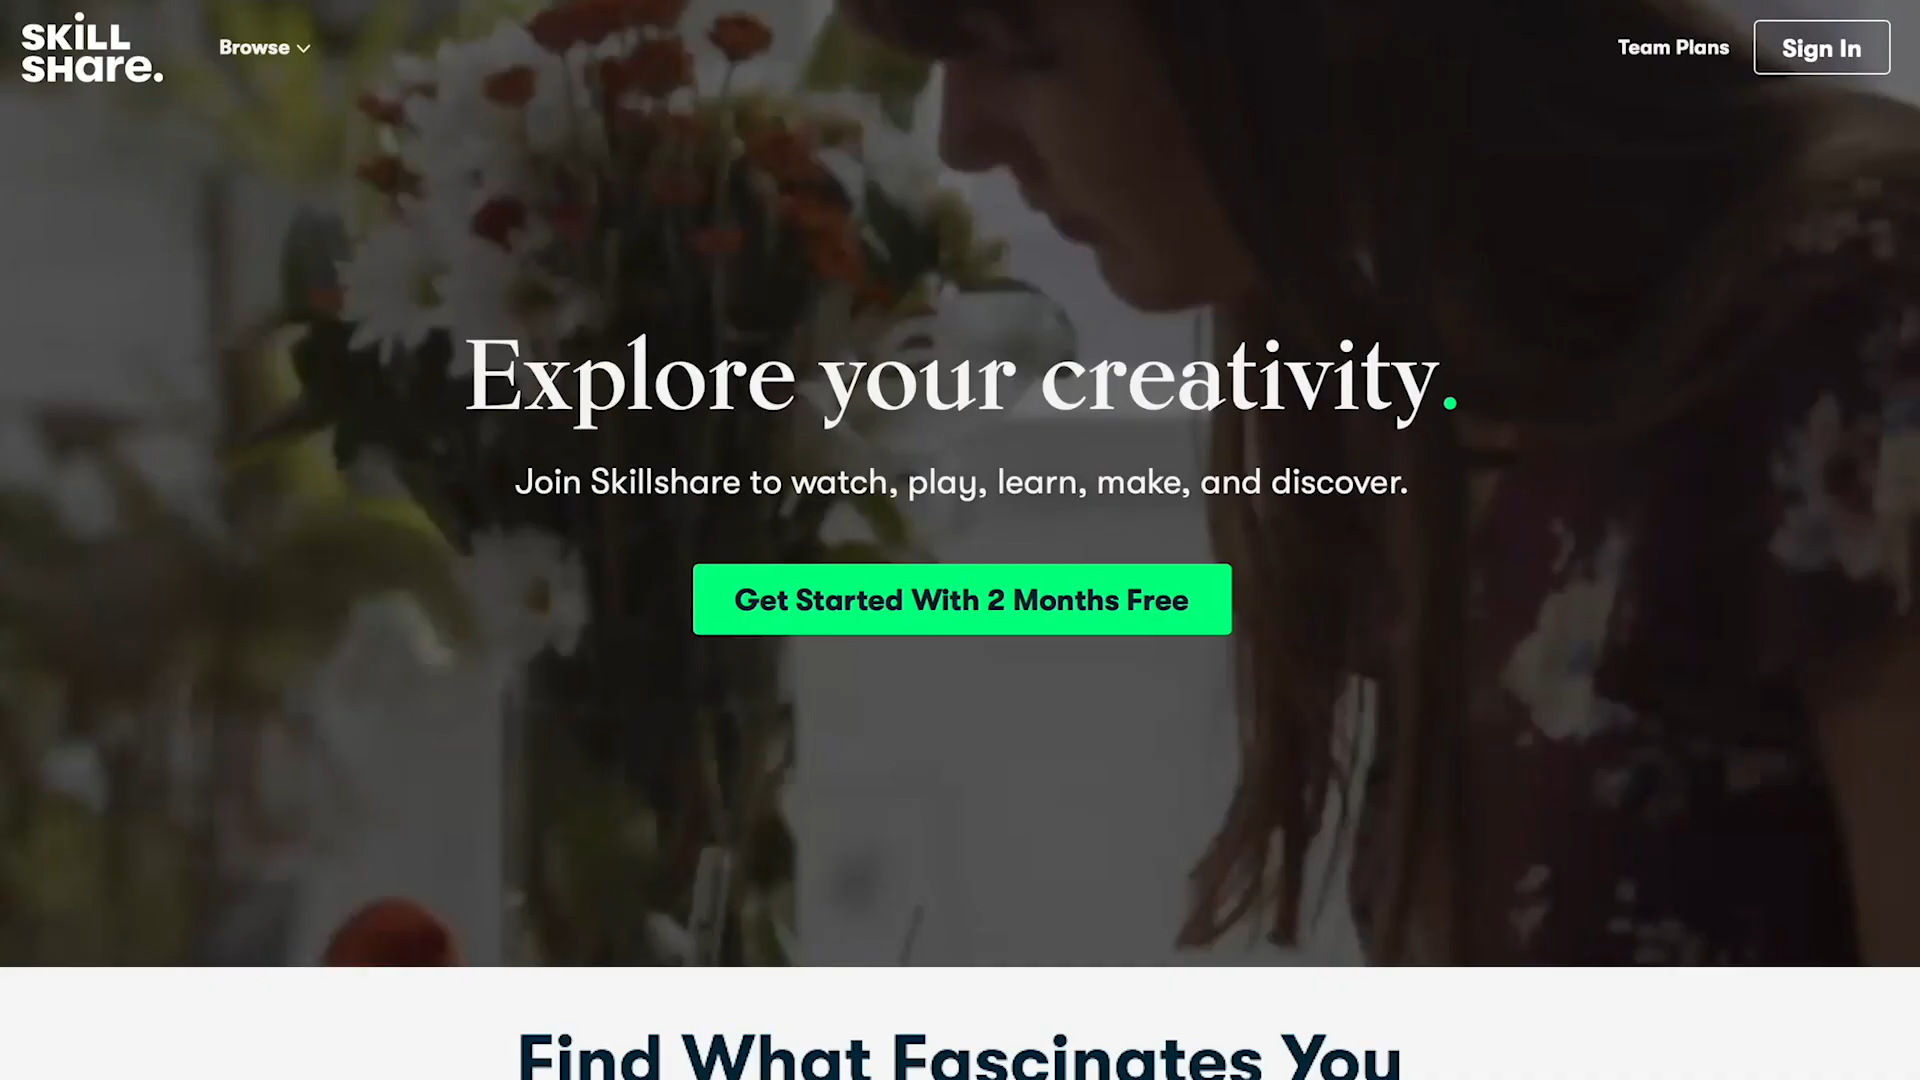 SKiLL
SHare.
Browse
Team Plans
Sign In
Explore your creativity.
Join Skillshare to watch, play, learn, make, and discover.
Get Started With 2 Months Free
Find What Fascinates You